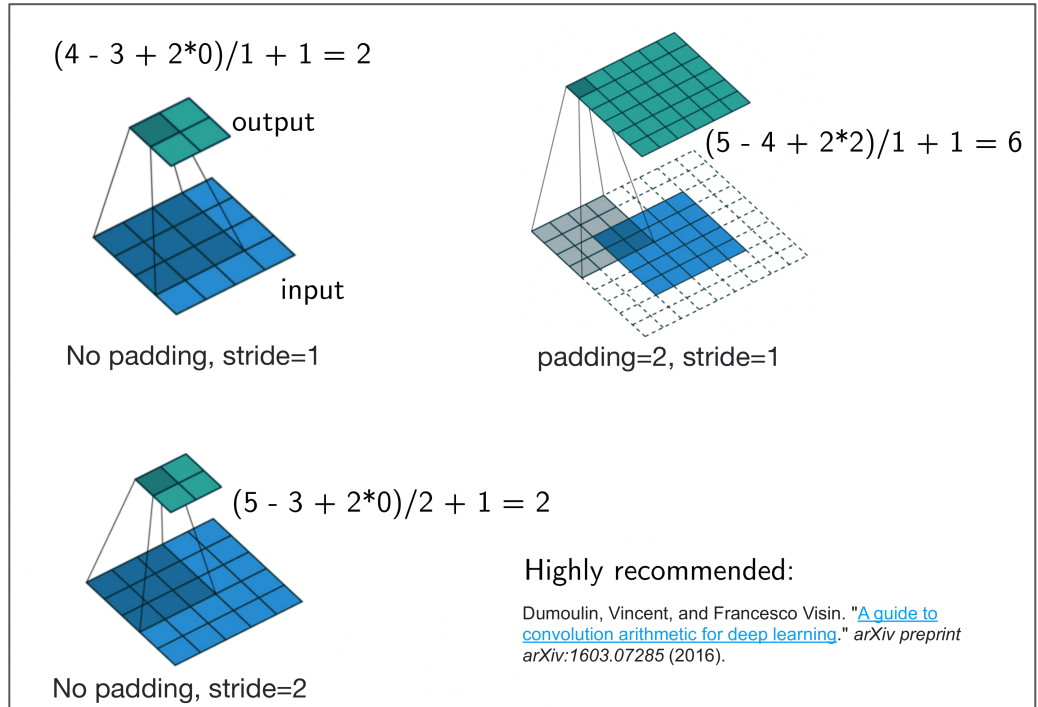 (4 - 3 + 2*0)/1 + 1 = 2
output
input
No padding, stride=1
(5 - 4 + 2*2)/1 + 1 = 6
padding=2, stride=1
(5 - 3 + 2*0)/2 + 1 = 2
No padding, stride=2
Highly recommended:
Dumoulin, Vincent, and Francesco Visin. "A guide to
convolution arithmetic for deep learning." arXiv preprint
arXiv:1603.07285 (2016).